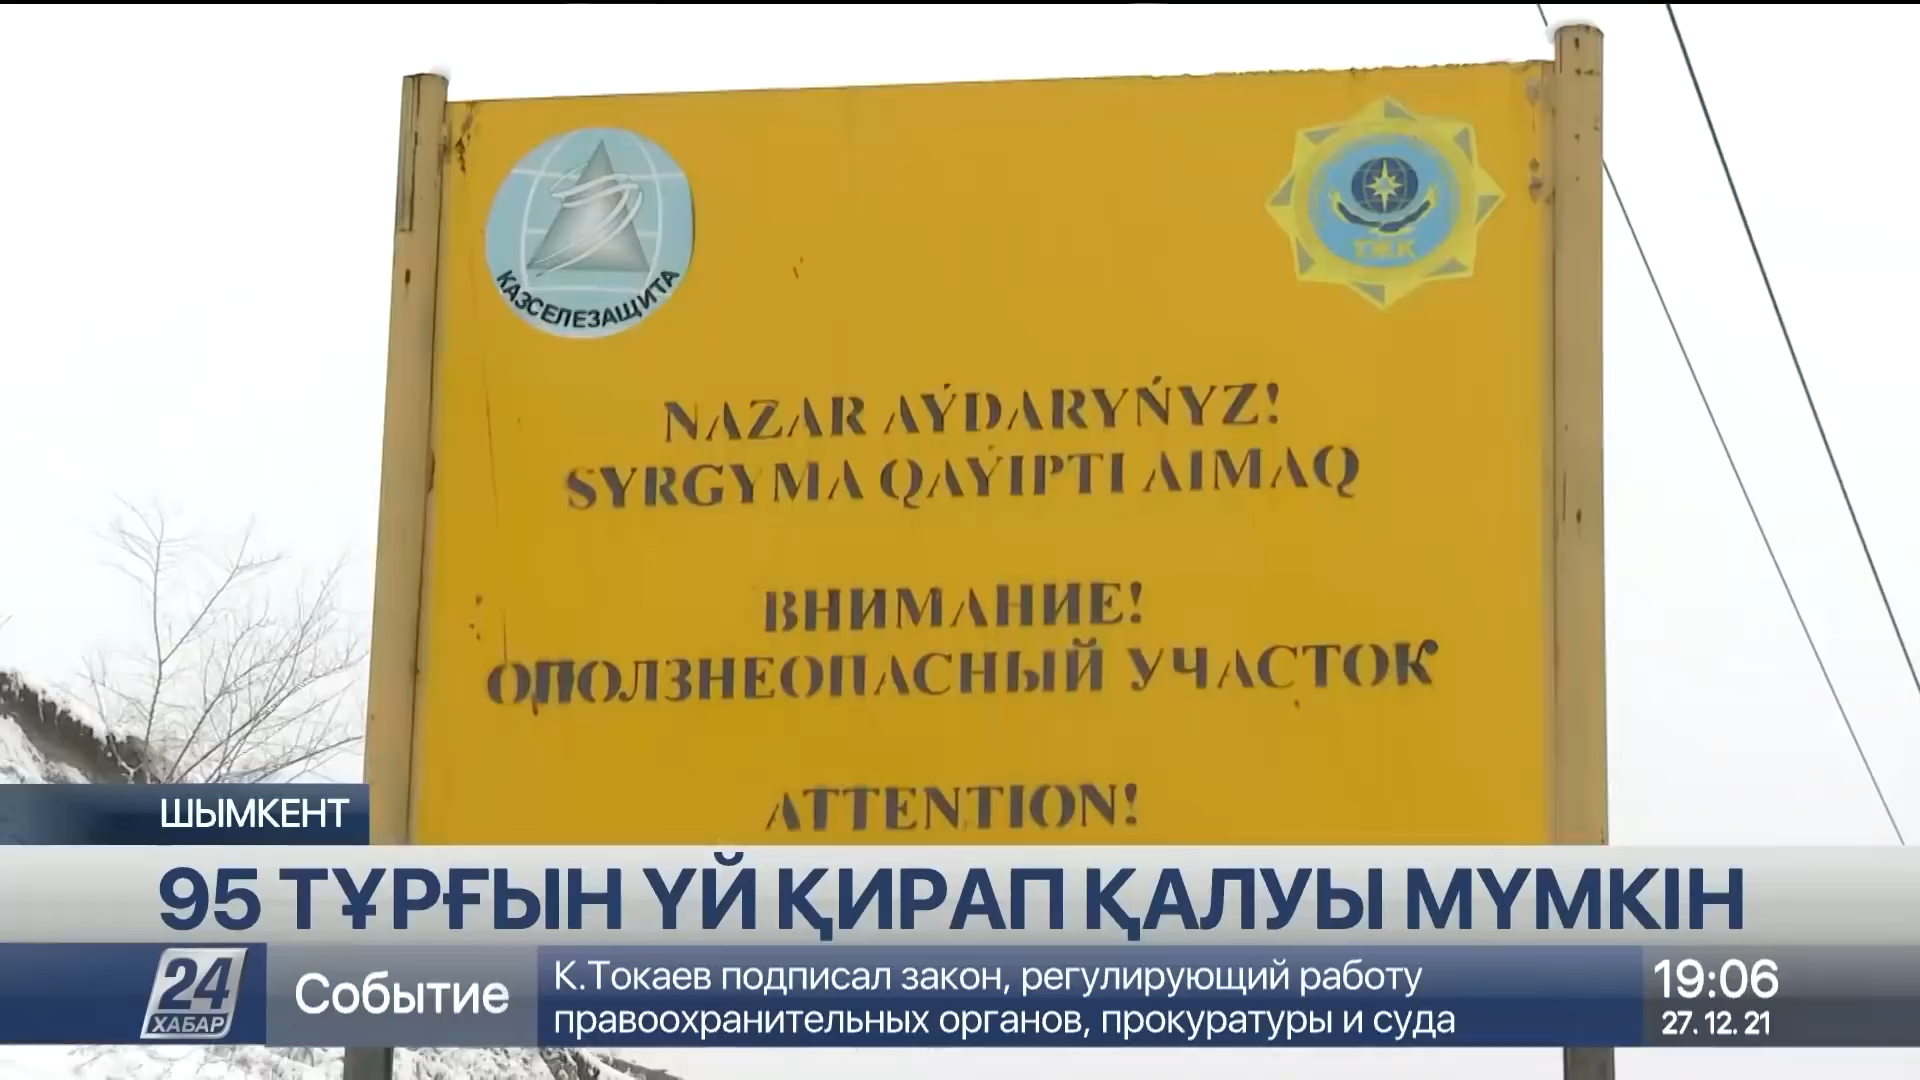 КАЗСЕЛЕЗАЩИТА
ТЖК
NAZAR AÝDARYŃYZ!
SYRGYMA QAÝIPTI AIMAQ
ВНИМАНИЕ!
ОПОЛЗНЕОПАСНЫЙ УЧАСТОК
ATTENTION!
ШЫМКЕНТ
95 ТҰРҒЫН ҮЙ ҚИРАП ҚАЛУЫ МҮМКІН
24
ХАБАР
Событие
К.Токаев подписал закон, регулирующий работу
правоохранительных органов, прокуратуры и суда
19:06
27.12.21